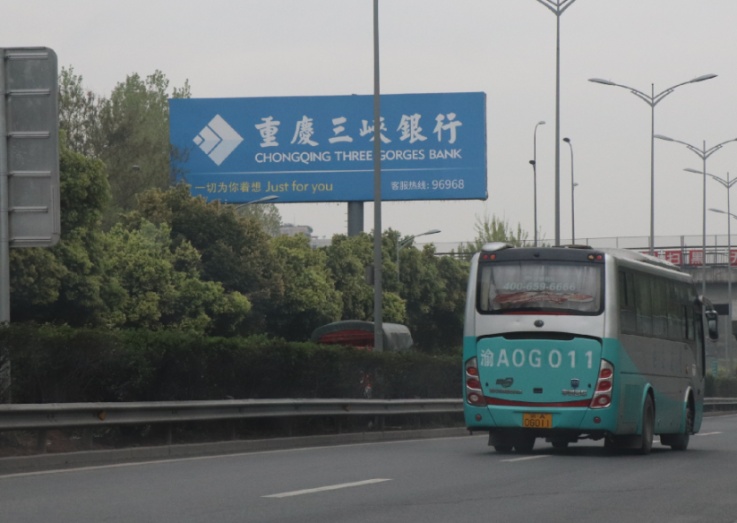 重慶三峡銀行
CHONGQING THREE GORGES BANK
一切为你着想 Just for you
客服热线: 96968
渝A0G011